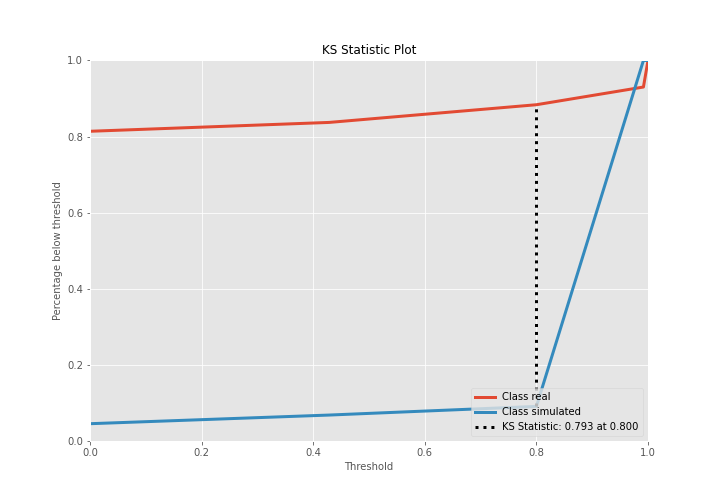 KS Statistic Plot
1.0
0.8
0.6
0.4
0.2
0.0
Percentage below threshold
Class real
Class simulated
KS Statistic: 0.793 at 0.800
0.0 0.2 0.4 0.6 0.8 1.0
Threshold